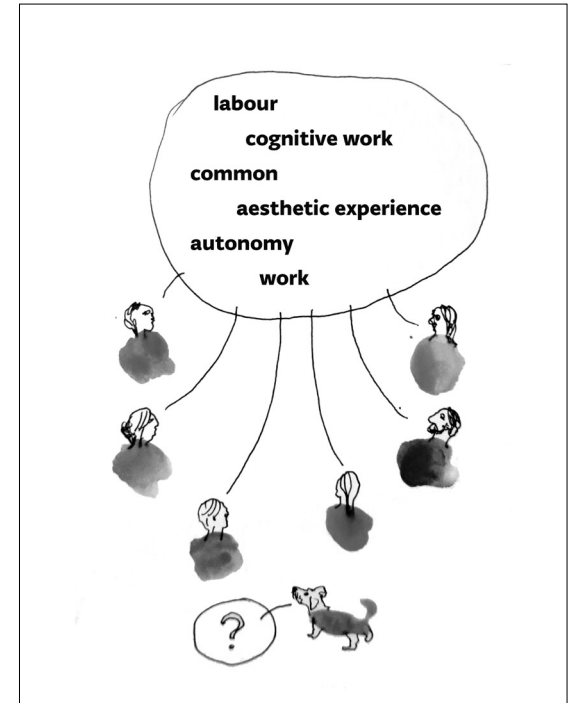 labour
cognitive work
common
aesthetic experience
autonomy
work
?